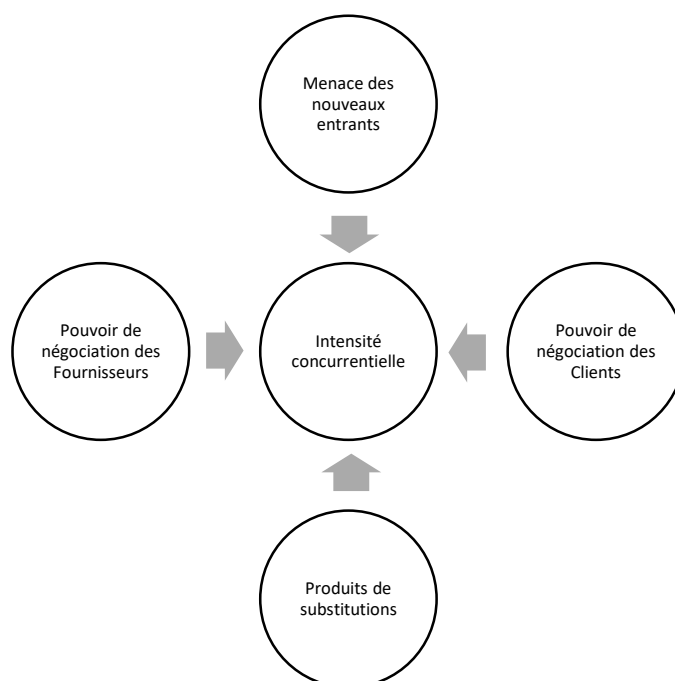 Menace des
nouveaux
entrants
Pouvoir de
négociation des
Fournisseurs
Intensité
concurrentielle
Pouvoir de
négociation des
Clients
Produits de
substitutions